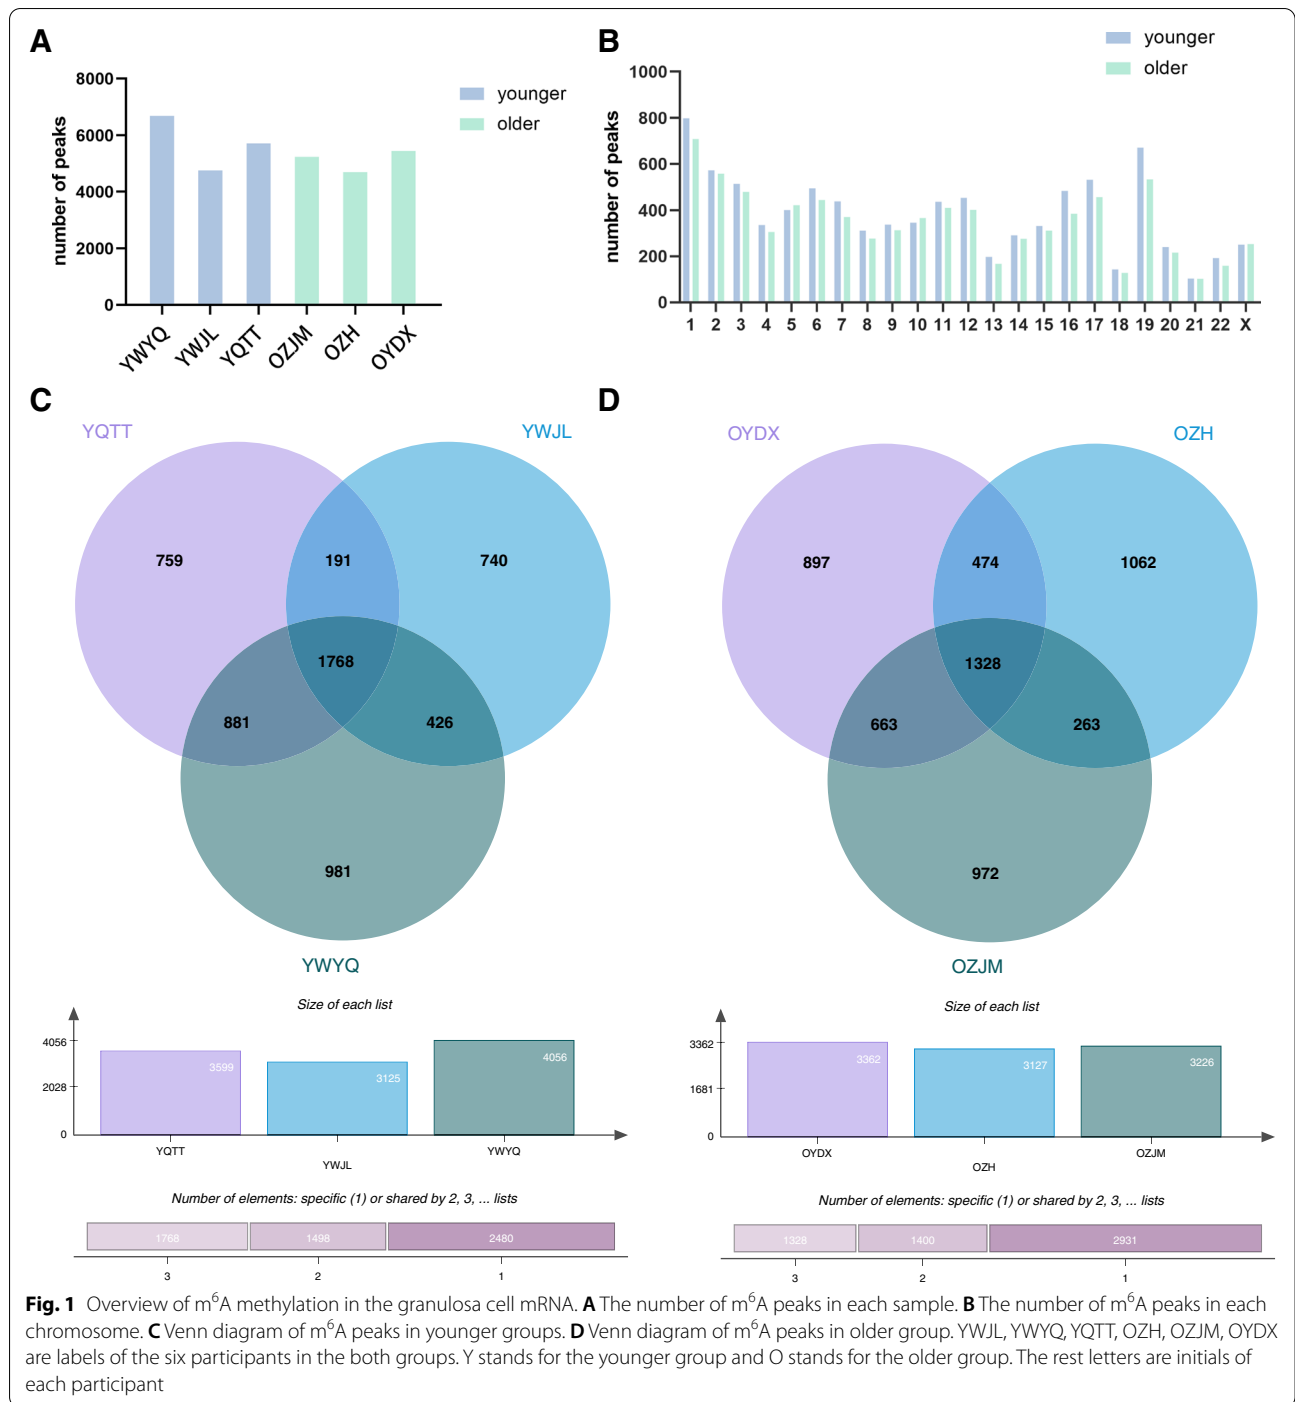 A
8000
6000
4000
2000
0
number of peaks
YWYQ
YWJL
YQTT
OZJM
OZH
OYDX
younger
older
B
younger
older
1000
800
600
400
200
0
number of peaks
1 2 3 4 5 6 7 8 9 10 11 12 13 14 15 16 17 18 19 20 21 22 X
C
YQTT
YWJL
759
191
740
1768
881
426
981
YWYQ
Size of each list
4056
2028
0
3599
3125
4056
YQTT
YWJL
YWYQ
Number of elements: specific (1) or shared by 2, 3, ... lists
1768
1498
2480
3
2
1
D
OYDX
OZH
897
474
1062
1328
663
263
972
OZJM
Size of each list
3362
1681
0
3362
3127
3226
OYDX
OZH
OZJM
Number of elements: specific (1) or shared by 2, 3, ... lists
1328
1400
2931
3
2
1
Fig. 1 Overview of m⁶A methylation in the granulosa cell mRNA. A The number of m⁶A peaks in each sample. B The number of m⁶A peaks in each
chromosome. C Venn diagram of m⁶A peaks in younger groups. D Venn diagram of m⁶A peaks in older group. YWJL, YWYQ, YQTT, OZH, OZJM, OYDX
are labels of the six participants in the both groups. Y stands for the younger group and O stands for the older group. The rest letters are initials of
each participant